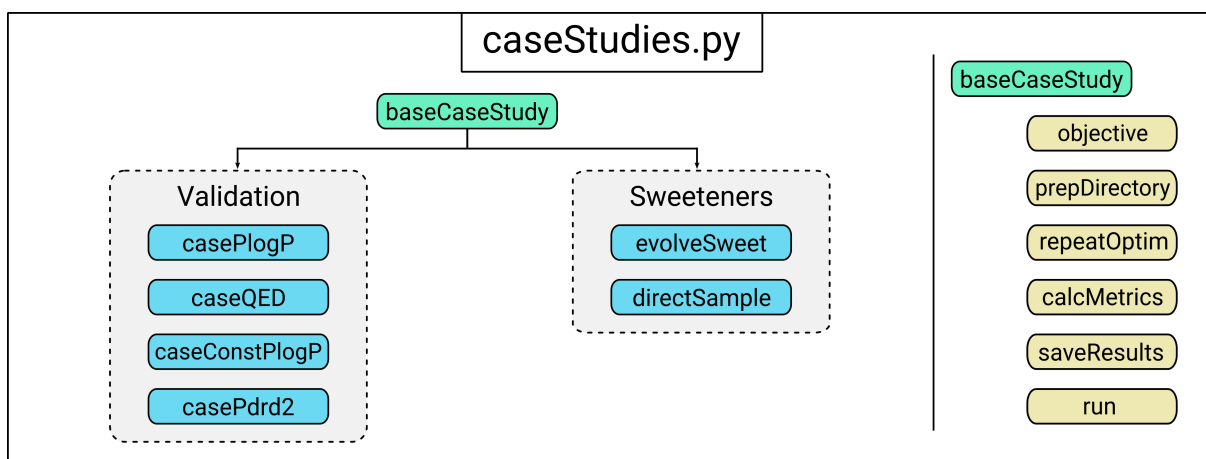 caseStudies.py
baseCaseStudy
Validation
casePlogP
caseQED
caseConstPlogP
casePdrd2
Sweeteners
evolveSweet
directSample
baseCaseStudy
objective
prepDirectory
repeatOptim
calcMetrics
saveResults
run